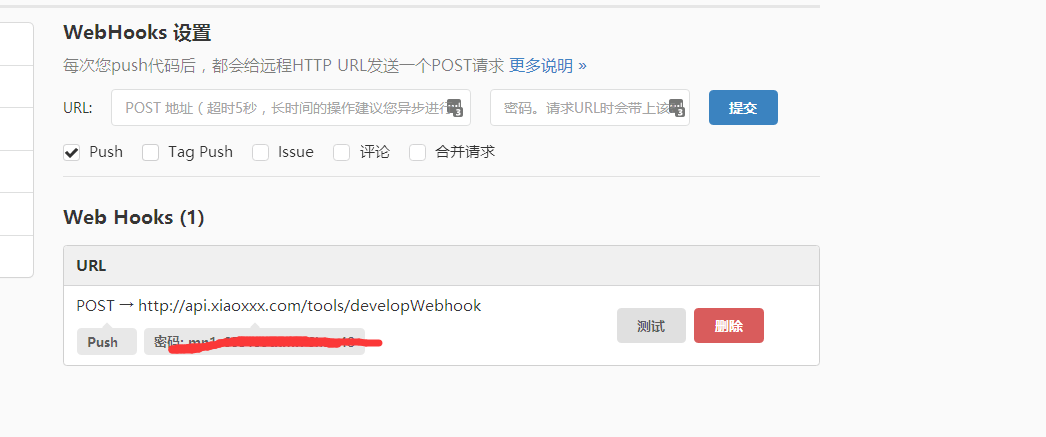 WebHooks 设置
每次您push代码后，都会给远程HTTP URL发送一个POST请求 更多说明 »
URL: POST 地址（超时5秒，长时间的操作建议您异步进行 密码。请求URL时会带上该 提交
Push Tag Push Issue 评论 合并请求
Web Hooks (1)
URL
POST → http://api.xiaoxxx.com/tools/developWebhook
测试 删除
Push 密码: